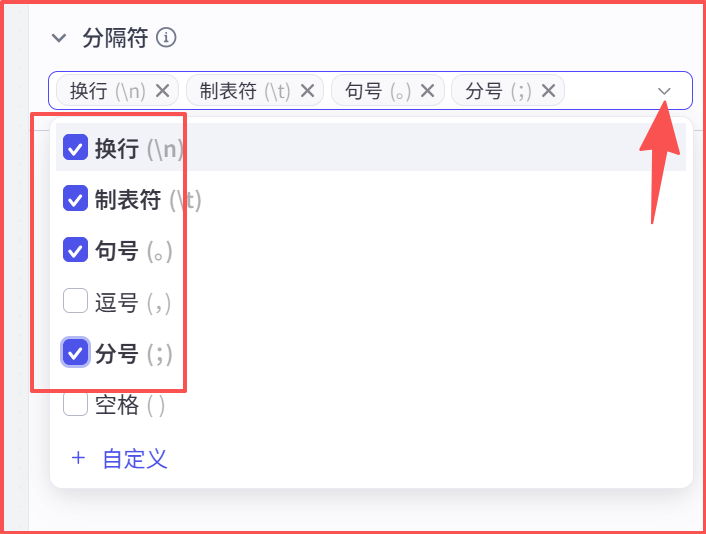 分隔符
换行 (\n) 制表符 (\t) 句号 (。) 分号 (;)
换行 (\n)
制表符 (\t)
句号 (。)
逗号 (，)
分号 (;)
空格 ( )
+ 自定义